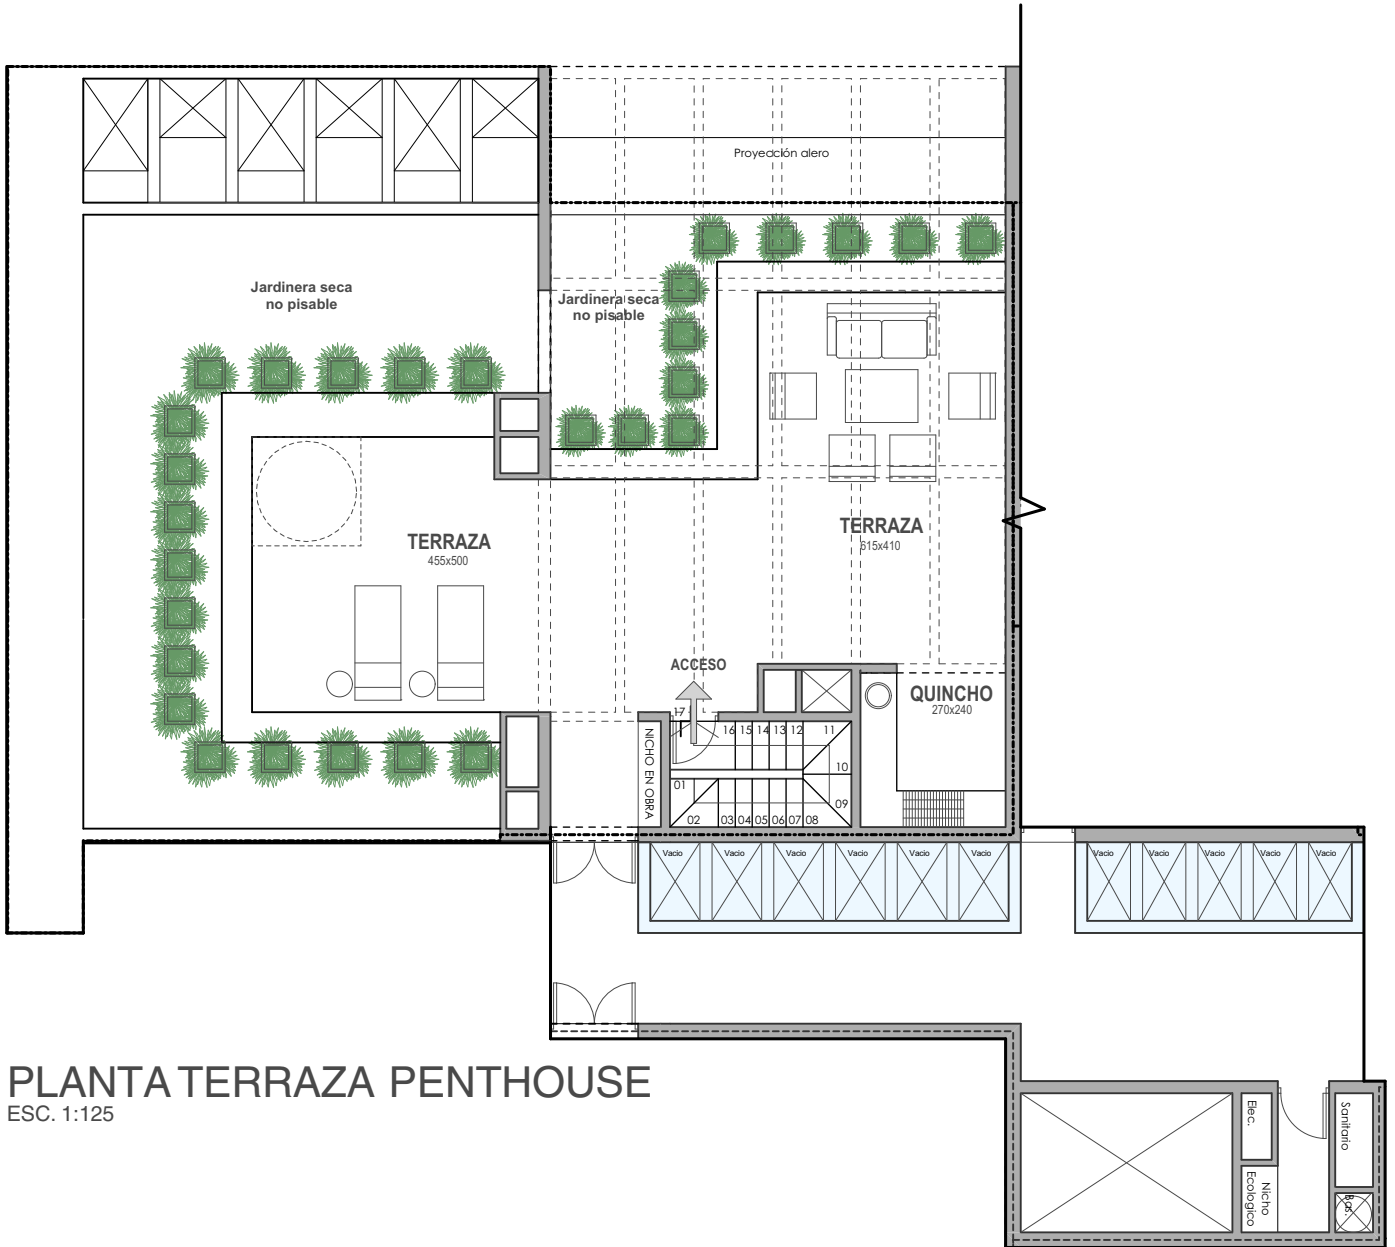 Proyección alero
Jardinera seca
no pisable
Jardinera seca
no pisable
TERRAZA
455x500
TERRAZA
615x410
ACCESO
QUINCHO
270x240
NICHO EN OBRA
17
16 15 14 13 12 11
10
09
01
02 03 04 05 06 07 08
Vacio Vacio Vacio Vacio Vacio Vacio
Vacio Vacio Vacio Vacio Vacio
PLANTA TERRAZA PENTHOUSE
ESC. 1:125
Elec.
Sanitario
Nicho
Ecologico
Bas.